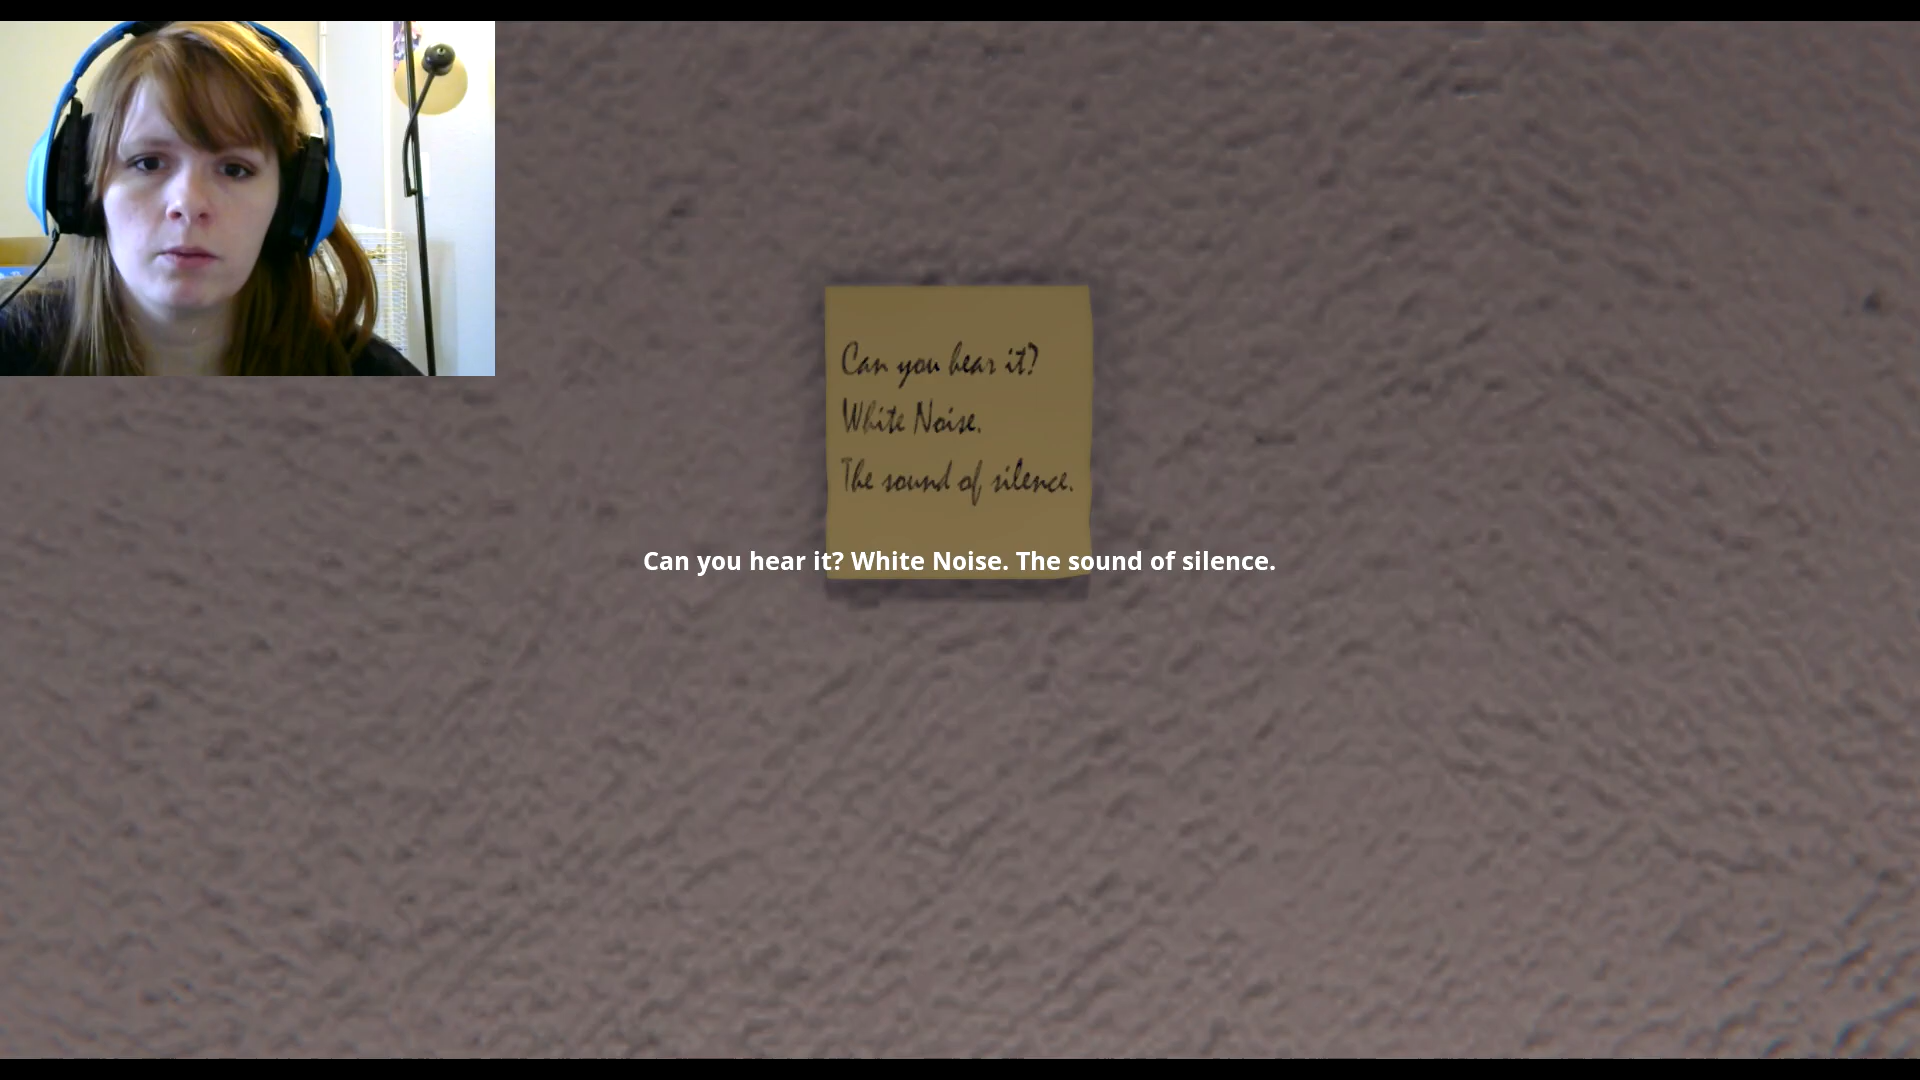 Can you hear it?
White Noise.
The sound of silence.
Can you hear it? White Noise. The sound of silence.